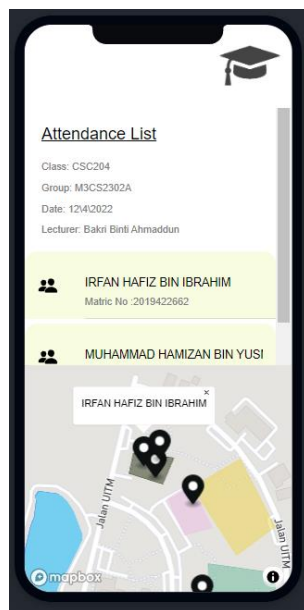 Attendance List
Class: CSC204
Group: M3CS2302A
Date: 12\4\2022
Lecturer: Bakri Binti Ahmaddun
IRFAN HAFIZ BIN IBRAHIM
Matric No :2019422662
MUHAMMAD HAMIZAN BIN YUSI
×
IRFAN HAFIZ BIN IBRAHIM
Jalan UITM
Jalan UITM
mapbox